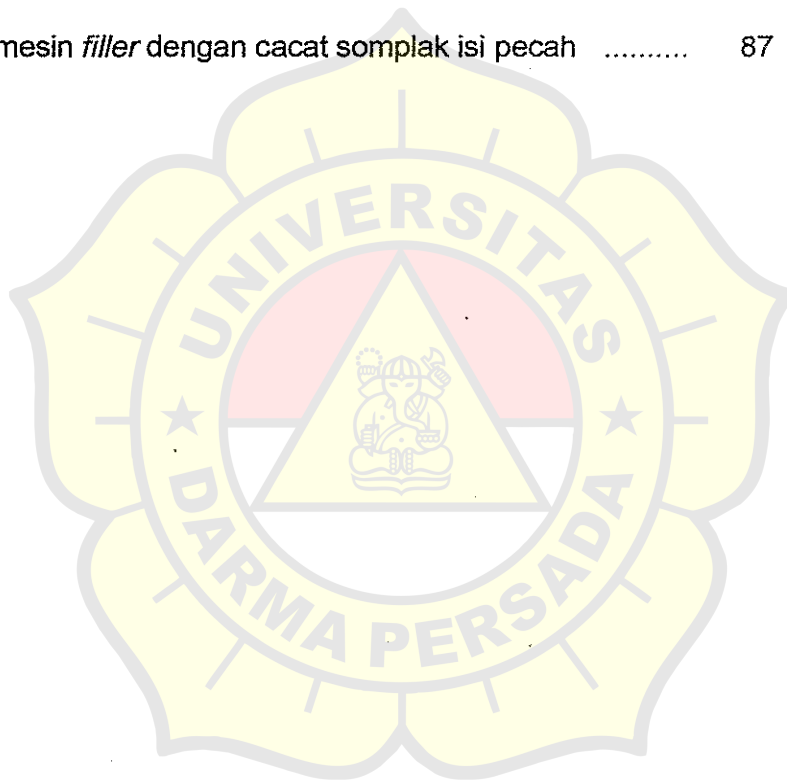 mesin filler dengan cacat somplak isi pecah .......... 87
UNIVERSITAS
DARMA PERSADA